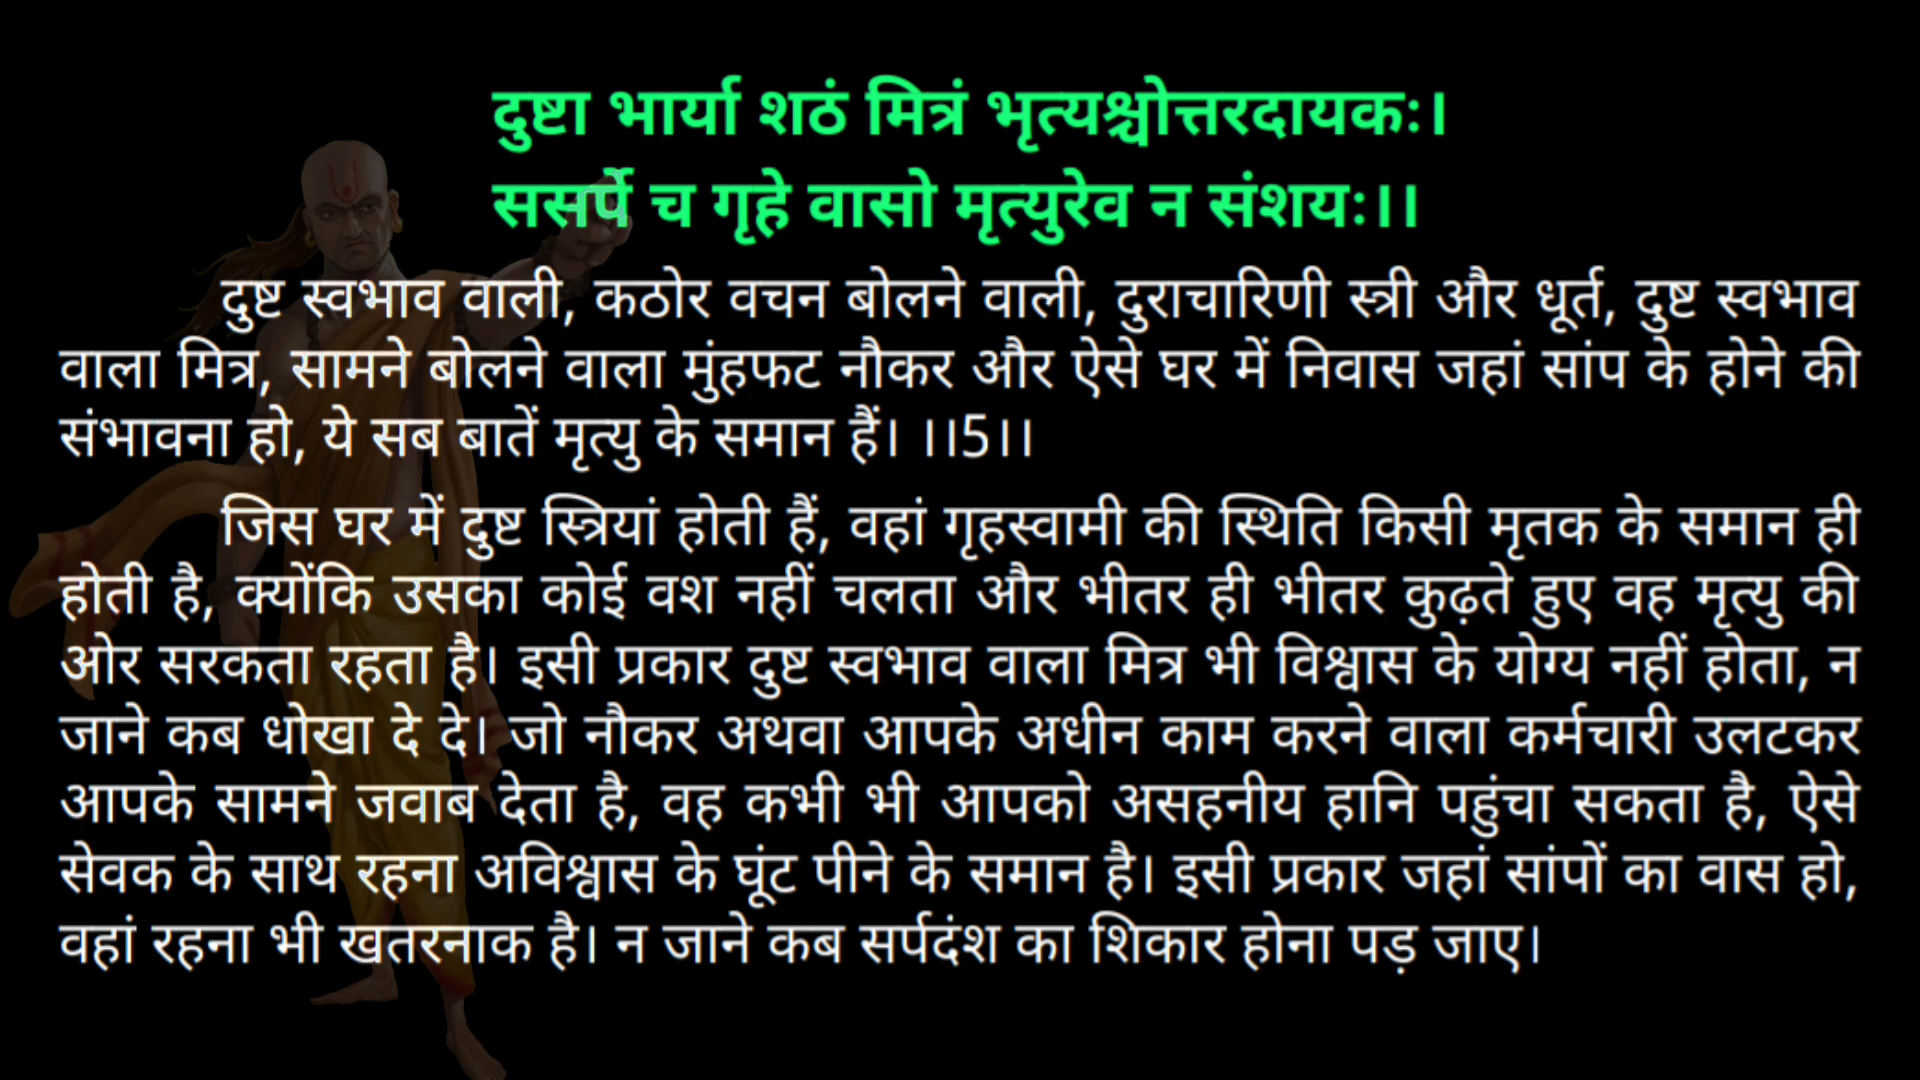 दुष्टा भार्या शठं मित्रं भृत्यश्चोत्तरदायकः।
ससर्पे च गृहे वासो मृत्युरेव न संशयः।।
दुष्ट स्वभाव वाली, कठोर वचन बोलने वाली, दुराचारिणी स्त्री और धूर्त, दुष्ट स्वभाव
वाला मित्र, सामने बोलने वाला मुंहफट नौकर और ऐसे घर में निवास जहां सांप के होने की
संभावना हो, ये सब बातें मृत्यु के समान हैं। ।।5।।
जिस घर में दुष्ट स्त्रियां होती हैं, वहां गृहस्वामी की स्थिति किसी मृतक के समान ही
होती है, क्योंकि उसका कोई वश नहीं चलता और भीतर ही भीतर कुढ़ते हुए वह मृत्यु की
ओर सरकता रहता है। इसी प्रकार दुष्ट स्वभाव वाला मित्र भी विश्वास के योग्य नहीं होता, न
जाने कब धोखा दे दे। जो नौकर अथवा आपके अधीन काम करने वाला कर्मचारी उलटकर
आपके सामने जवाब देता है, वह कभी भी आपको असहनीय हानि पहुंचा सकता है, ऐसे
सेवक के साथ रहना अविश्वास के घूंट पीने के समान है। इसी प्रकार जहां सांपों का वास हो,
वहां रहना भी खतरनाक है। न जाने कब सर्पदंश का शिकार होना पड़ जाए।